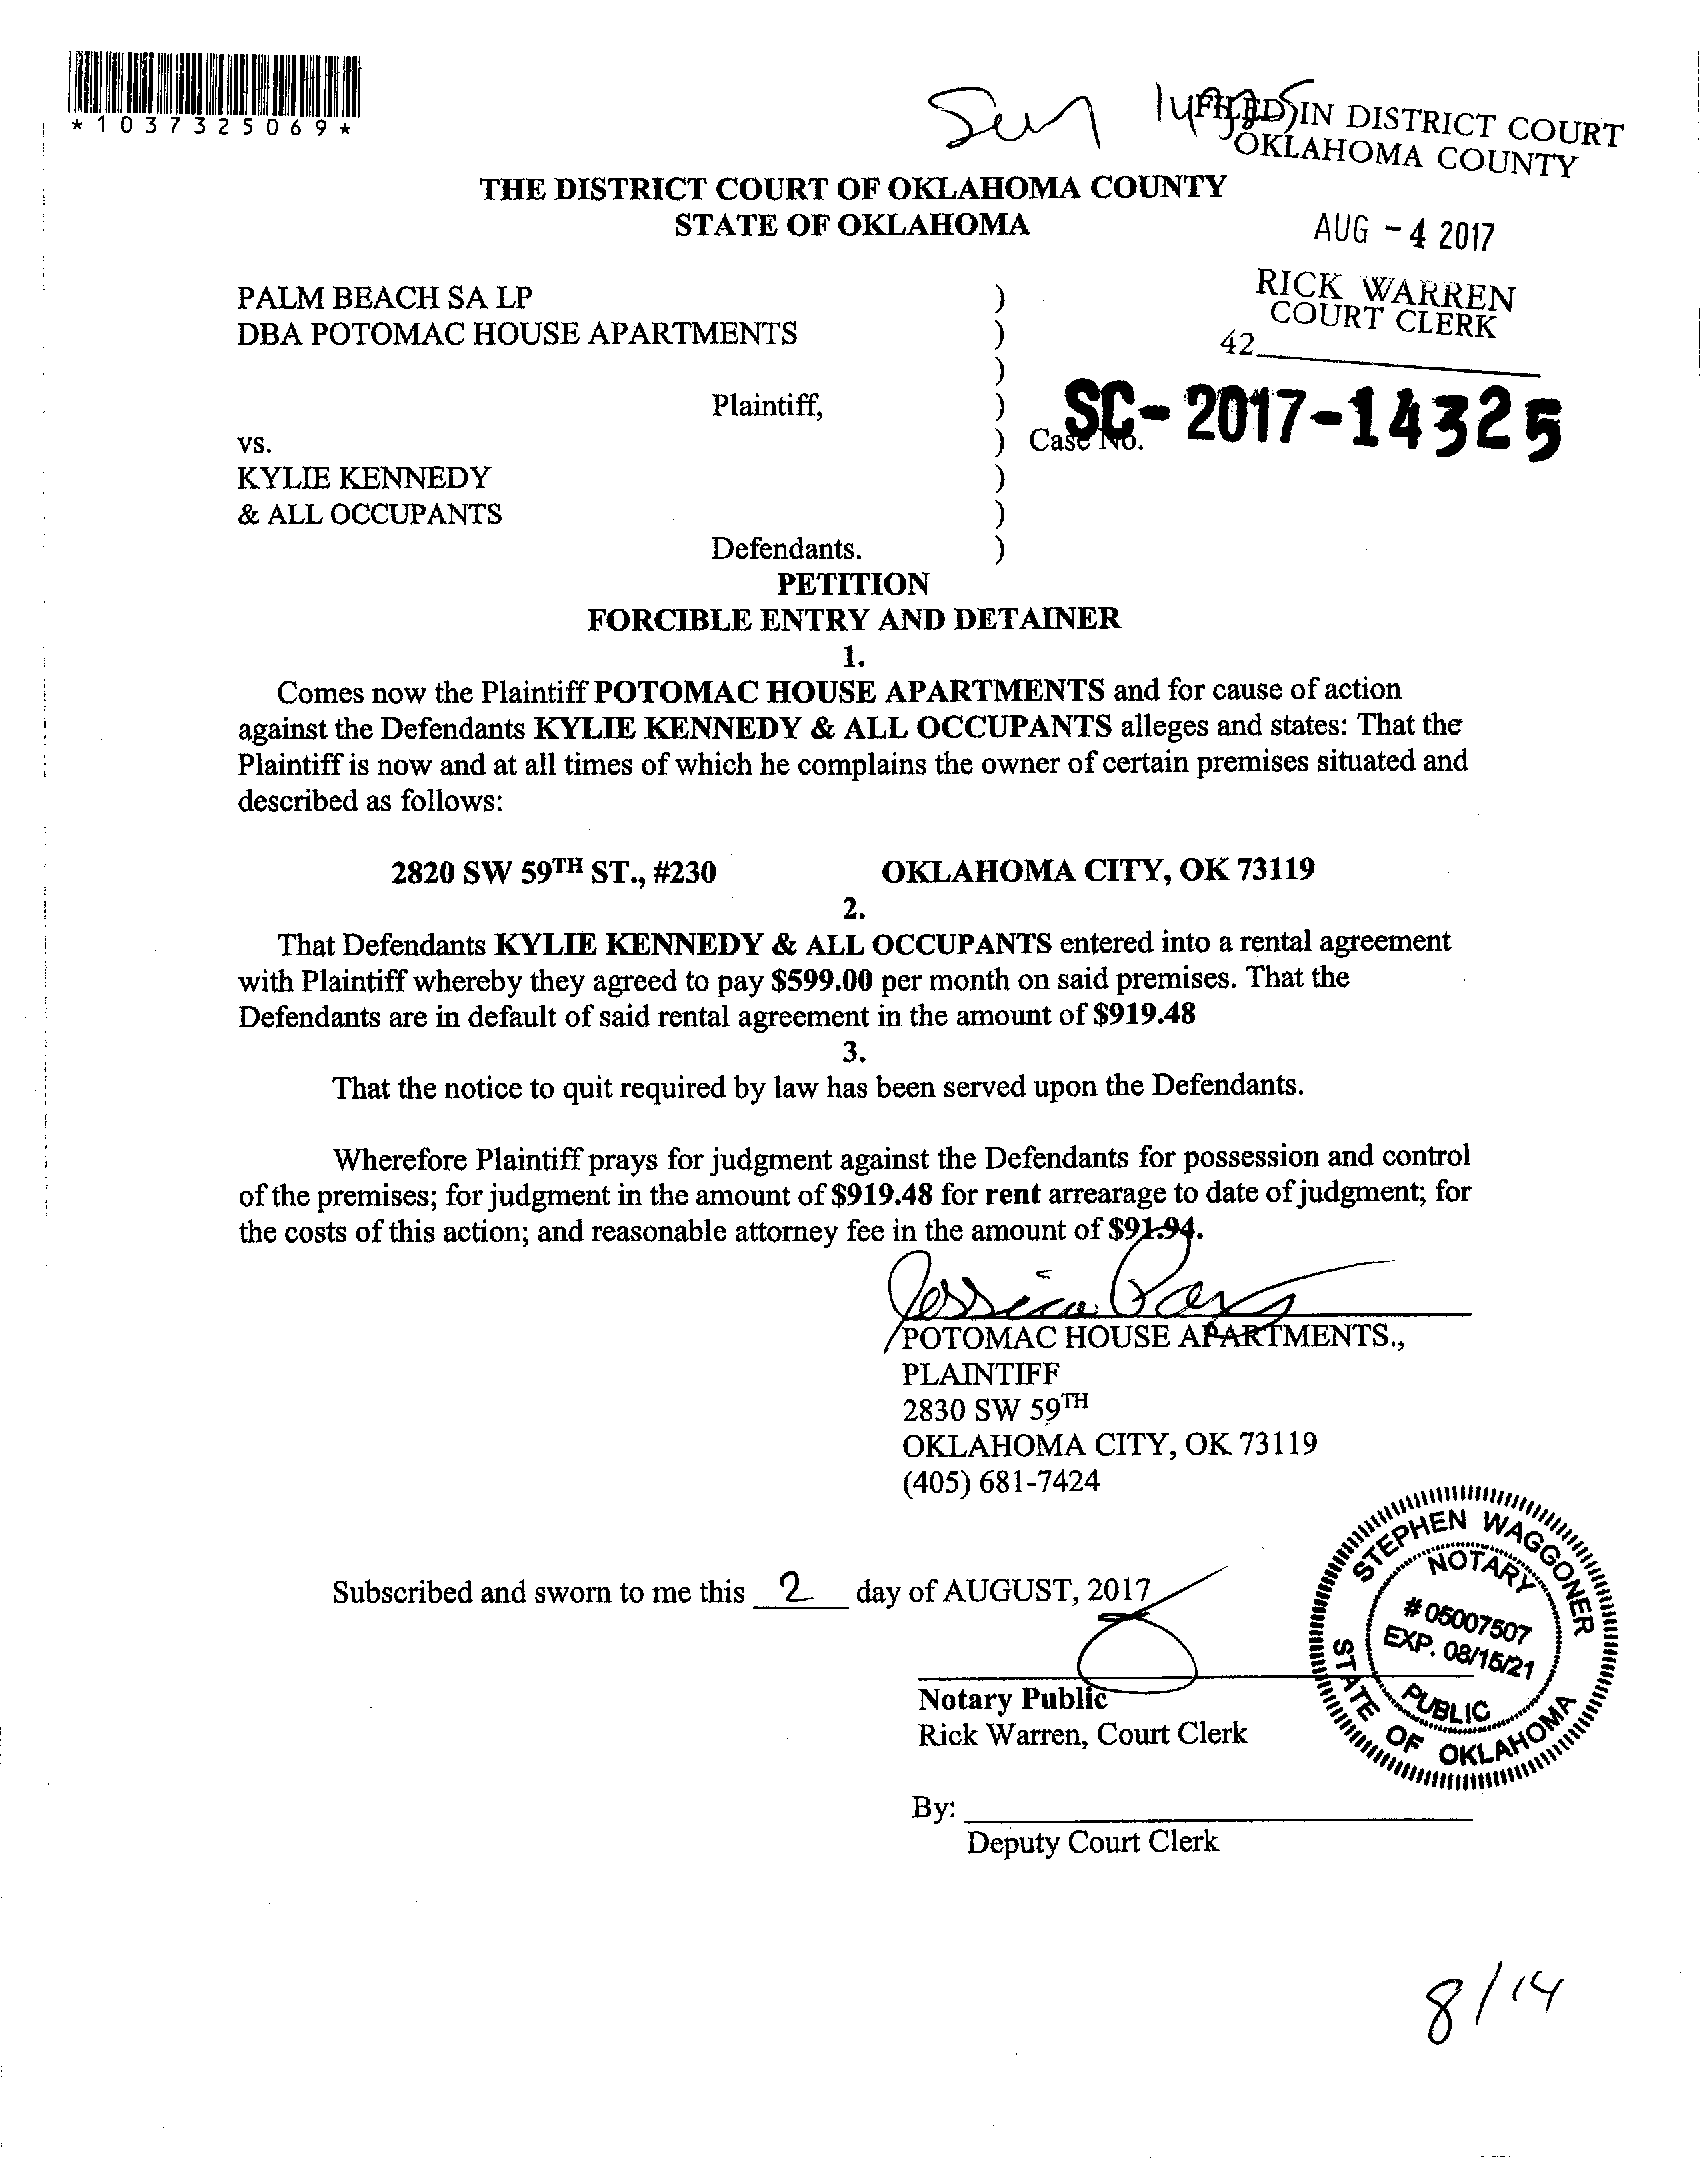 *1037325069*
FILED IN DISTRICT COURT
OKLAHOMA COUNTY
THE DISTRICT COURT OF OKLAHOMA COUNTY
STATE OF OKLAHOMA
AUG - 4 2017
RICK WARREN
COURT CLERK
42
PALM BEACH SA LP )
DBA POTOMAC HOUSE APARTMENTS )
)
Plaintiff, )
vs. ) Case No. SC-2017-14325
KYLIE KENNEDY )
& ALL OCCUPANTS )
Defendants. )
PETITION
FORCIBLE ENTRY AND DETAINER
1.
Comes now the Plaintiff POTOMAC HOUSE APARTMENTS and for cause of action
against the Defendants KYLIE KENNEDY & ALL OCCUPANTS alleges and states: That the
Plaintiff is now and at all times of which he complains the owner of certain premises situated and
described as follows:
2820 SW 59TH ST., #230 OKLAHOMA CITY, OK 73119
2.
That Defendants KYLIE KENNEDY & ALL OCCUPANTS entered into a rental agreement
with Plaintiff whereby they agreed to pay $599.00 per month on said premises. That the
Defendants are in default of said rental agreement in the amount of $919.48
3.
That the notice to quit required by law has been served upon the Defendants.
Wherefore Plaintiff prays for judgment against the Defendants for possession and control
of the premises; for judgment in the amount of $919.48 for rent arrearage to date of judgment; for
the costs of this action; and reasonable attorney fee in the amount of $91.94.
Jessica
POTOMAC HOUSE APARTMENTS.,
PLAINTIFF
2830 SW 59TH
OKLAHOMA CITY, OK 73119
(405) 681-7424
Subscribed and sworn to me this 2 day of AUGUST, 2017
Notary Public
Rick Warren, Court Clerk
By:
Deputy Court Clerk
STEPHEN WAGGONER
NOTARY
# 05007507
EXP. 08/15/21
PUBLIC
STATE OF OKLAHOMA
8/14